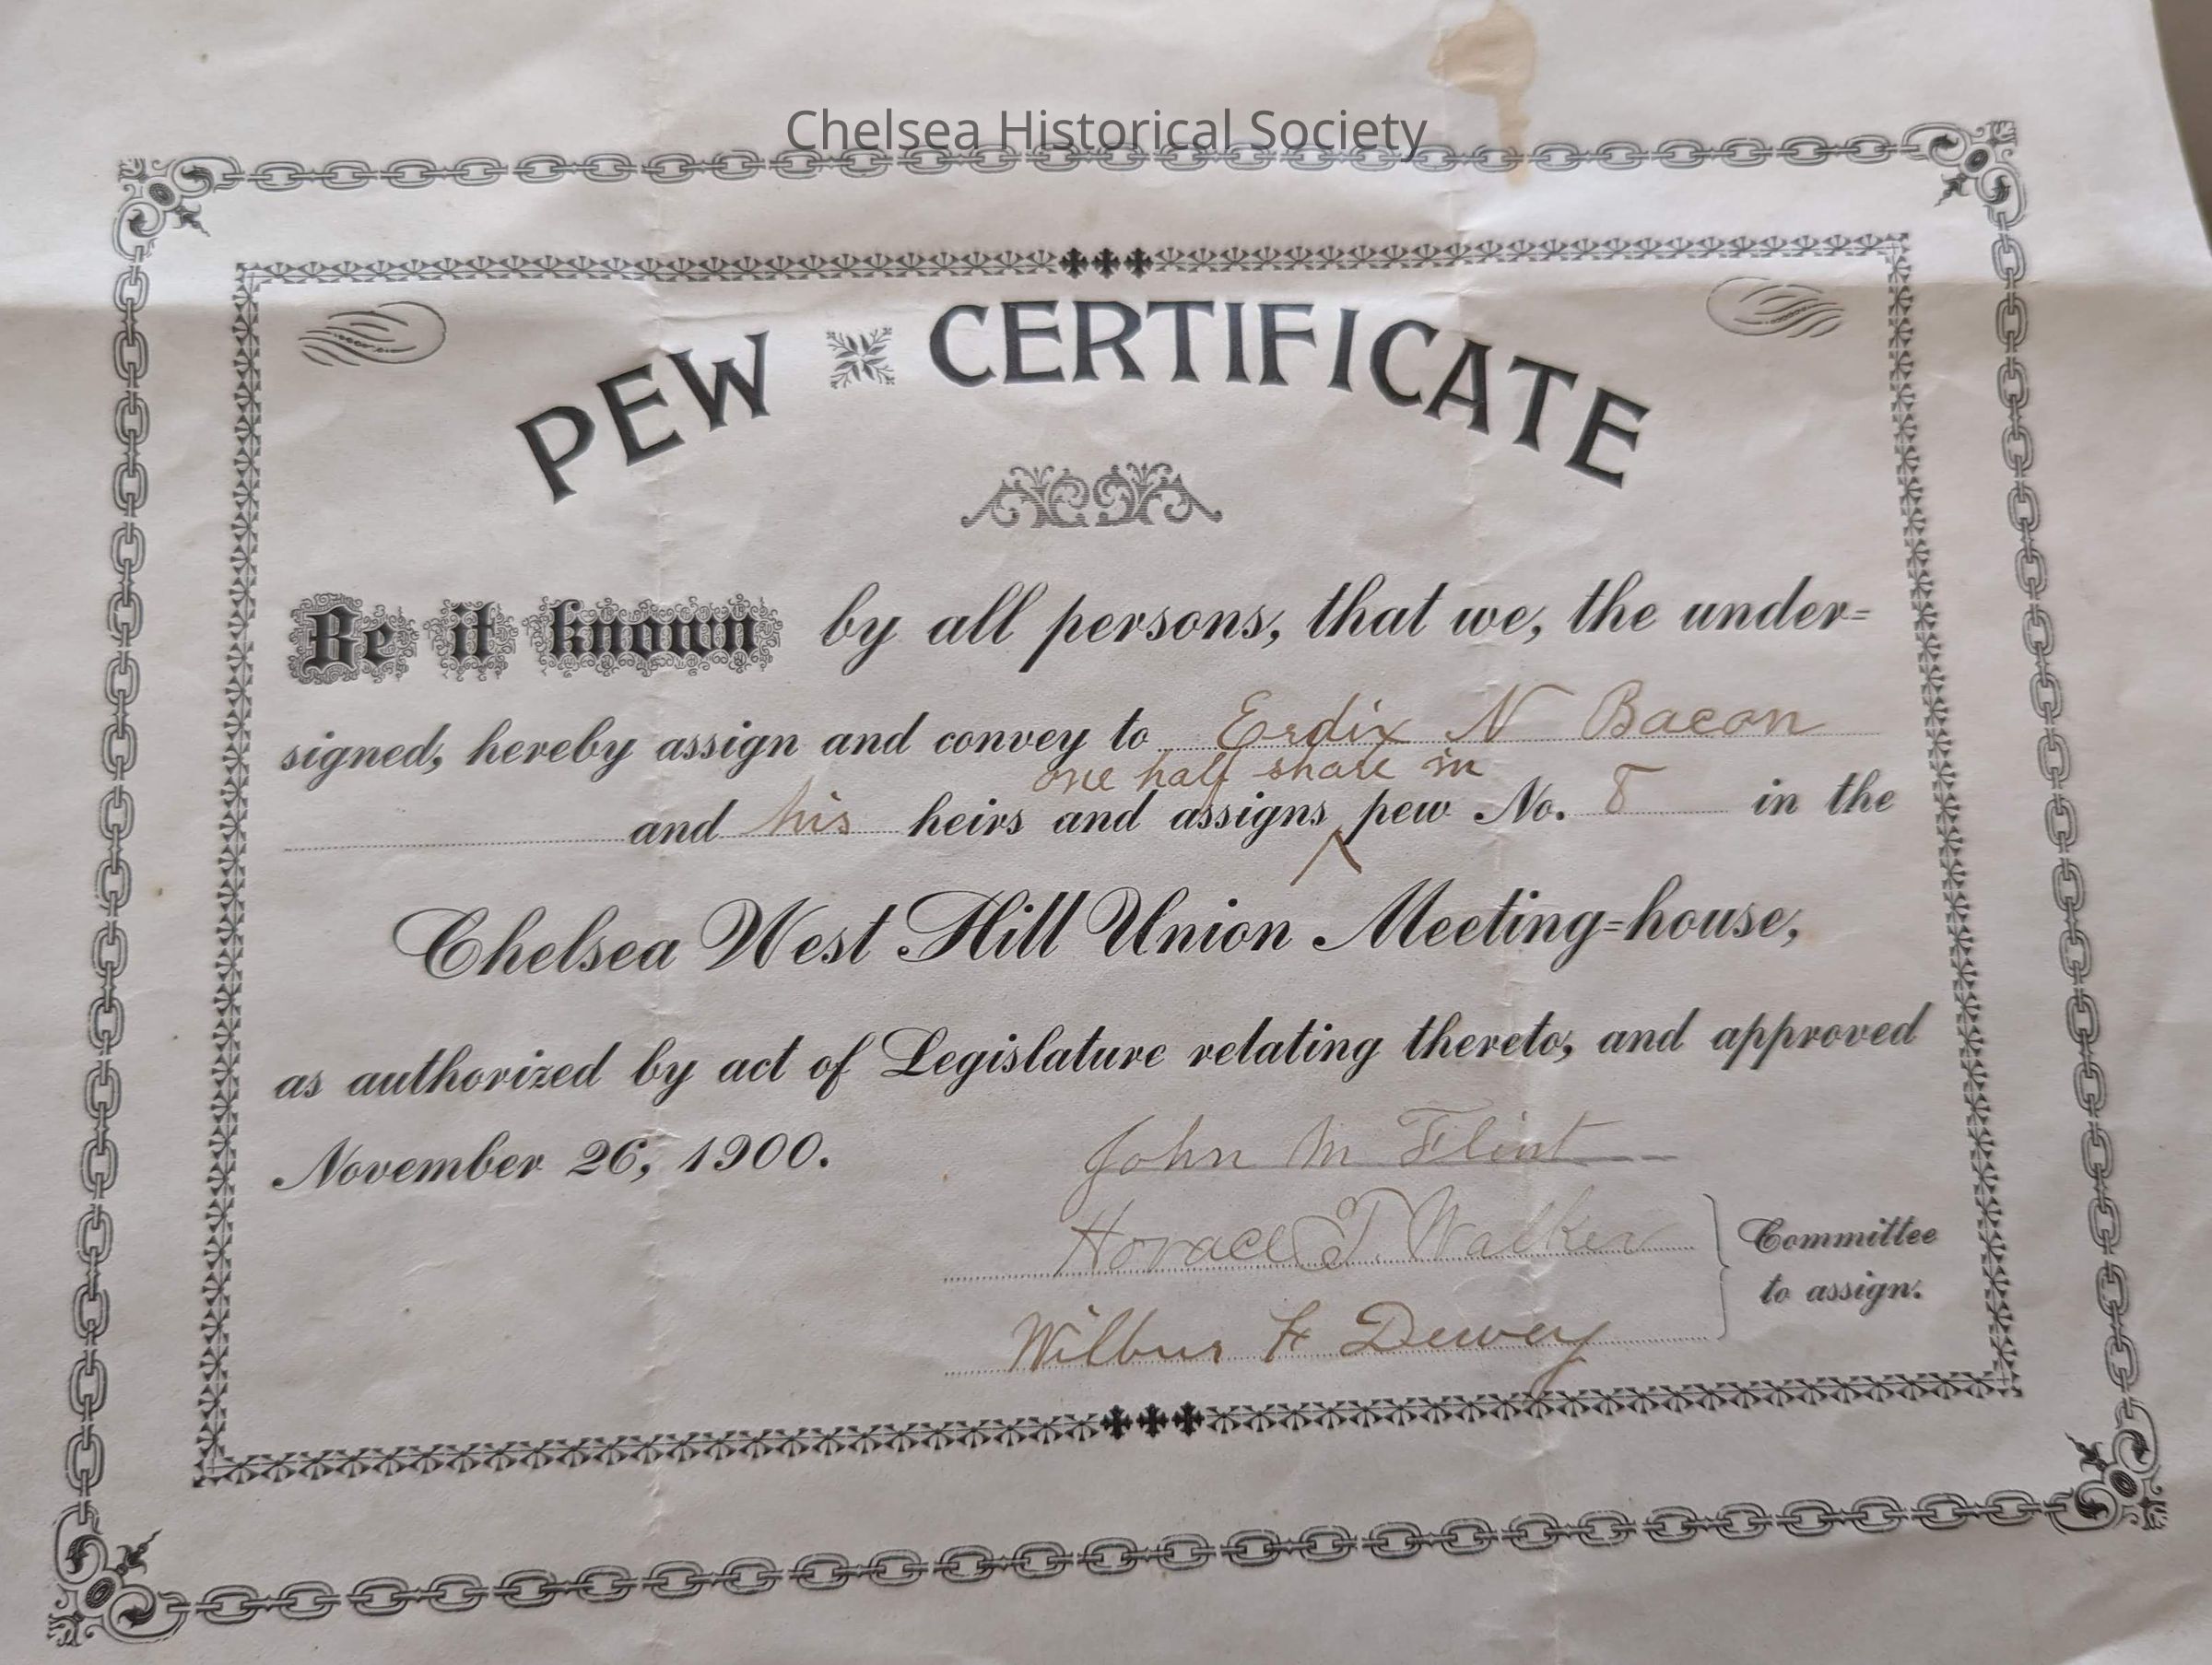 Chelsea Historical Society
PEW CERTIFICATE
Be it known by all persons, that we, the under=
signed, hereby assign and convey to Erdix N Bacon
one half share in
and his heirs and assigns ^ pew No. 8 in the
Chelsea West Hill Union Meeting=house,
as authorized by act of Legislature relating thereto, and approved
November 26, 1900.
John M Flint
Horace T. Walker
Committee
to assign.
Wilbur F Dewey